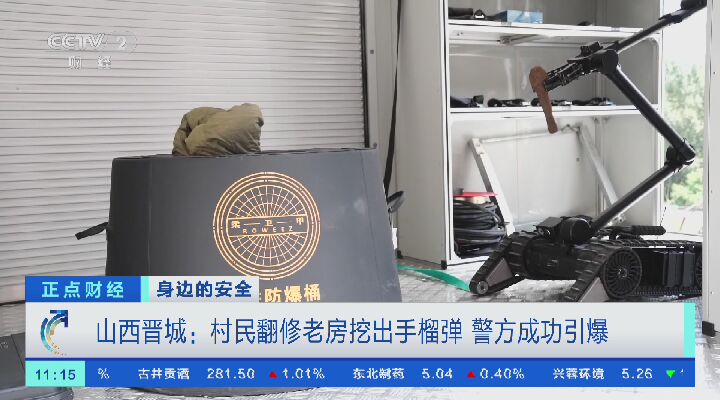 CCTV 2
财经
柔卫甲
ROWEIZ
防爆桶
正点财经 身边的安全
山西晋城：村民翻修老房挖出手榴弹 警方成功引爆
11:15 % 古井贡酒 281.50 ▲ 1.01% 东北制药 5.04 ▲ 0.40% 兴蓉环境 5.26 ▼